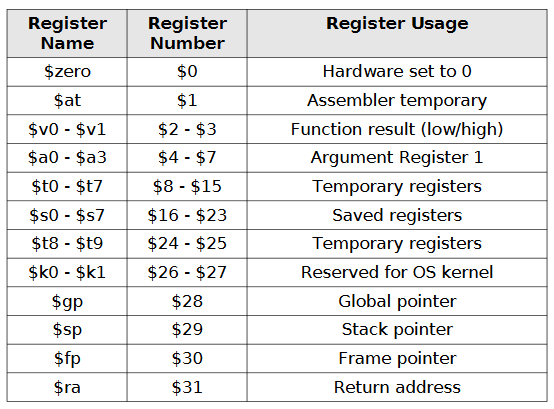 Register Name Register Number Register Usage
$zero $0 Hardware set to 0
$at $1 Assembler temporary
$v0 - $v1 $2 - $3 Function result (low/high)
$a0 - $a3 $4 - $7 Argument Register 1
$t0 - $t7 $8 - $15 Temporary registers
$s0 - $s7 $16 - $23 Saved registers
$t8 - $t9 $24 - $25 Temporary registers
$k0 - $k1 $26 - $27 Reserved for OS kernel
$gp $28 Global pointer
$sp $29 Stack pointer
$fp $30 Frame pointer
$ra $31 Return address